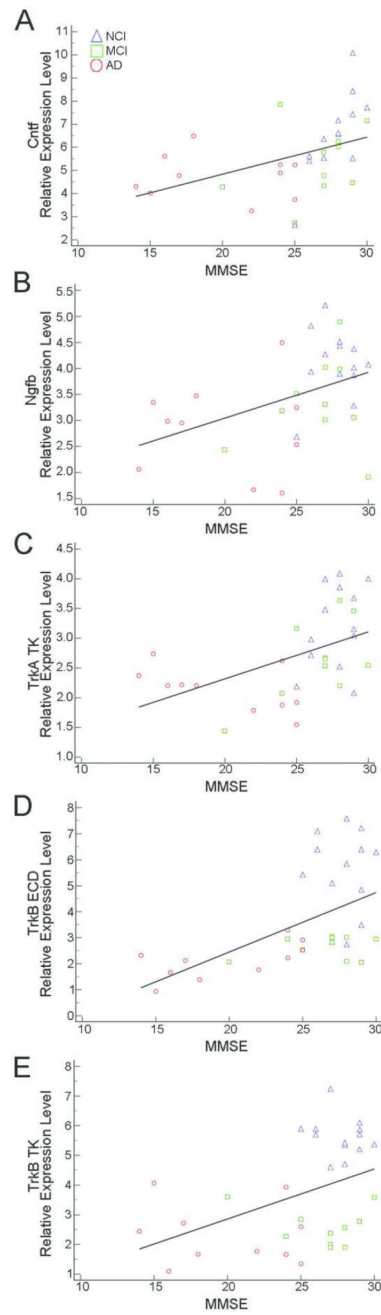 A
NCI
MCI
AD
Cntf
Relative Expression Level
11
10
9
8
7
6
5
4
3
2
10 15 20 25 30
MMSE
B
Ngfb
Relative Expression Level
5.5
5.0
4.5
4.0
3.5
3.0
2.5
2.0
1.5
10 15 20 25 30
MMSE
C
TrkA TK
Relative Expression Level
4.5
4.0
3.5
3.0
2.5
2.0
1.5
1.0
10 15 20 25 30
MMSE
D
TrkB ECD
Relative Expression Level
8
7
6
5
4
3
2
1
0
10 15 20 25 30
MMSE
E
TrkB TK
Relative Expression Level
8
7
6
5
4
3
2
1
10 15 20 25 30
MMSE